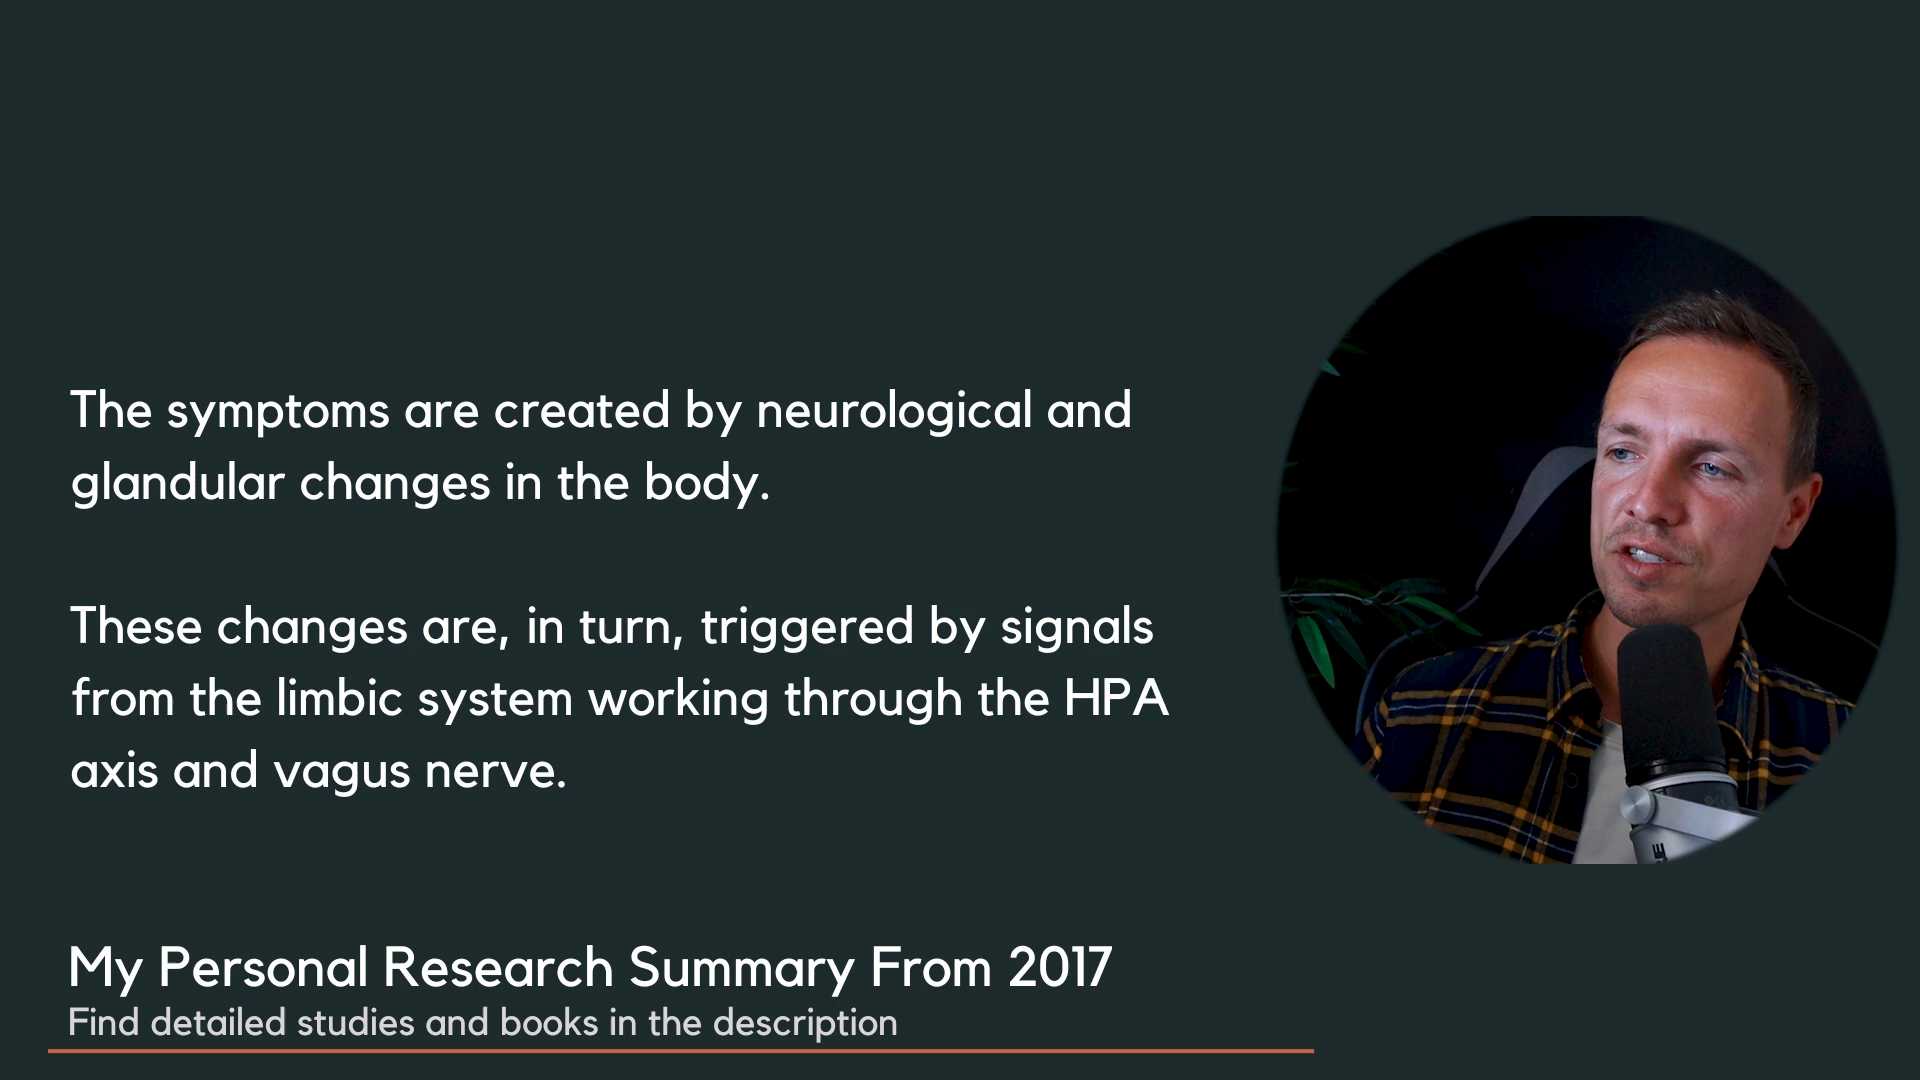 The symptoms are created by neurological and
glandular changes in the body.
These changes are, in turn, triggered by signals
from the limbic system working through the HPA
axis and vagus nerve.
My Personal Research Summary From 2017
Find detailed studies and books in the description